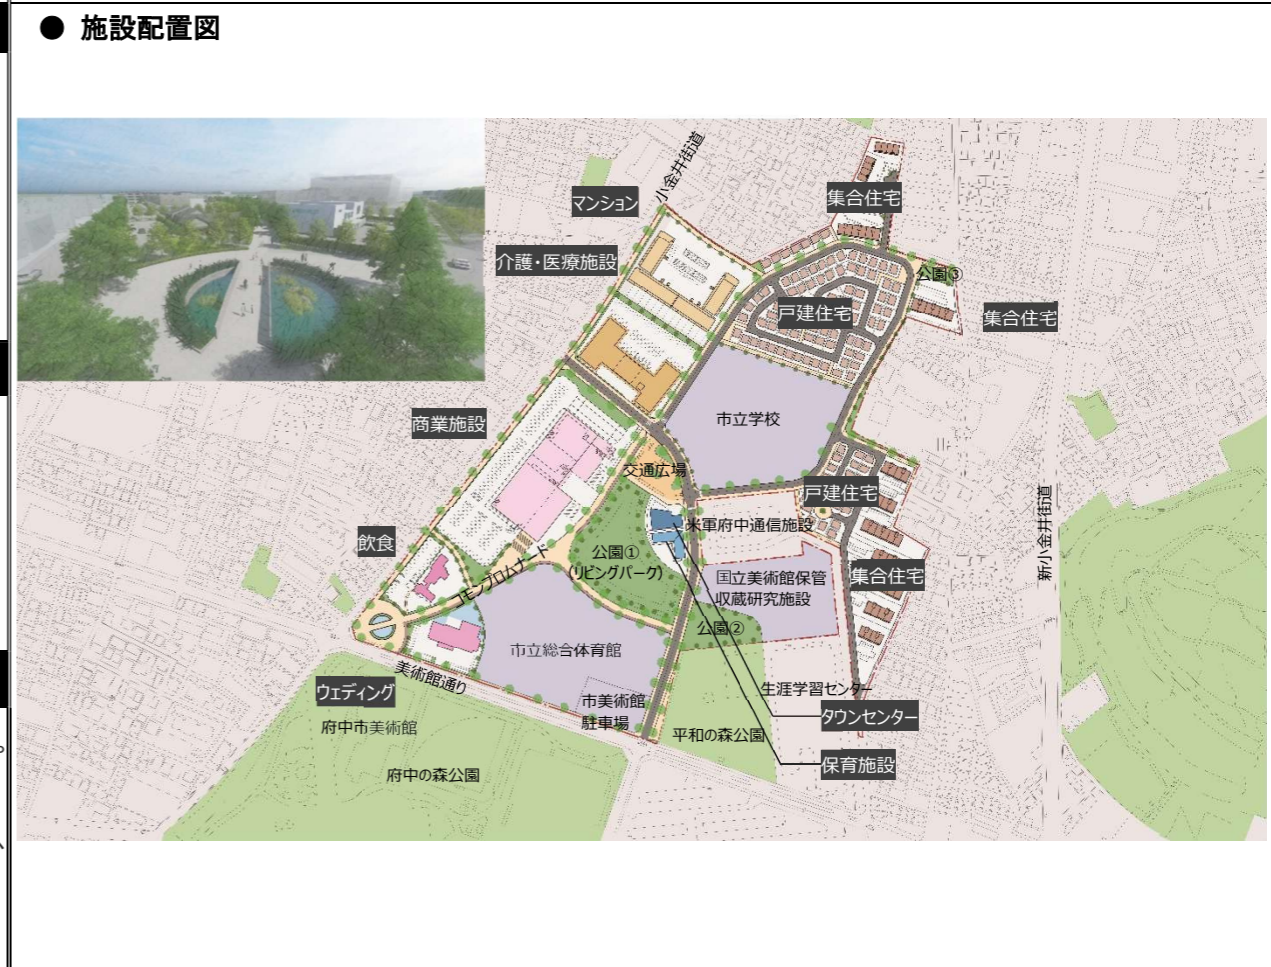 ● 施設配置図
小金井街道
マンション
集合住宅
介護・医療施設
公園③
戸建住宅
集合住宅
商業施設
市立学校
交通広場
戸建住宅
新小金井街道
米軍府中通信施設
飲食
公園①
(リビングパーク)
コモンプロムナード
国立美術館保管
収蔵研究施設
集合住宅
公園②
市立総合体育館
美術館通り
ウェディング
生涯学習センター
市美術館
駐車場
タウンセンター
府中市美術館
平和の森公園
保育施設
府中の森公園